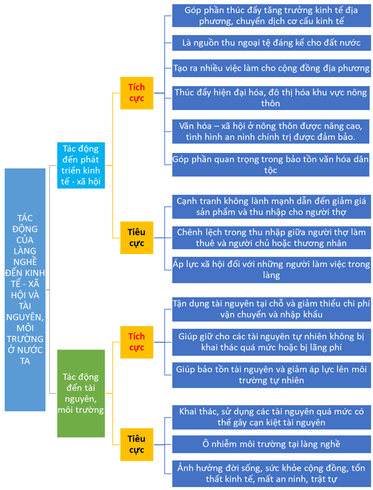 TÁC
ĐỘNG
CỦA
LÀNG
NGHỀ
ĐẾN KINH
TẾ - XÃ
HỘI VÀ
TÀI
NGUYÊN,
MÔI
TRƯỜNG
Ở NƯỚC
TA
Tác động
đến phát
triển kinh
tế - xã hội
Tích
cực
Góp phần thúc đẩy tăng trưởng kinh tế địa
phương, chuyển dịch cơ cấu kinh tế
Là nguồn thu ngoại tệ đáng kể cho đất nước
Tạo ra nhiều việc làm cho cộng đồng địa phương
Thúc đẩy hiện đại hóa, đô thị hóa khu vực nông
thôn
Văn hóa – xã hội ở nông thôn được nâng cao,
tình hình an ninh chính trị được đảm bảo.
Góp phần quan trọng trong bảo tồn văn hóa dân
tộc
Tiêu
cực
Cạnh tranh không lành mạnh dẫn đến giảm giá
sản phẩm và thu nhập cho người thợ
Chênh lệch trong thu nhập giữa người thợ làm
thuê và người chủ hoặc thương nhân
Áp lực xã hội đối với những người làm việc trong
làng
Tác động
đến tài
nguyên,
môi trường
Tích
cực
Tận dụng tài nguyên tại chỗ và giảm thiểu chi phí
vận chuyển và nhập khẩu
Giúp giữ cho các tài nguyên tự nhiên không bị
khai thác quá mức hoặc bị lãng phí
Giúp bảo tồn tài nguyên và giảm áp lực lên môi
trường tự nhiên
Tiêu
cực
Khai thác, sử dụng các tài nguyên quá mức có
thể gây cạn kiệt tài nguyên
Ô nhiễm môi trường tại làng nghề
Ảnh hưởng đời sống, sức khỏe cộng đồng, tổn
thất kinh tế, mất an ninh, trật tự